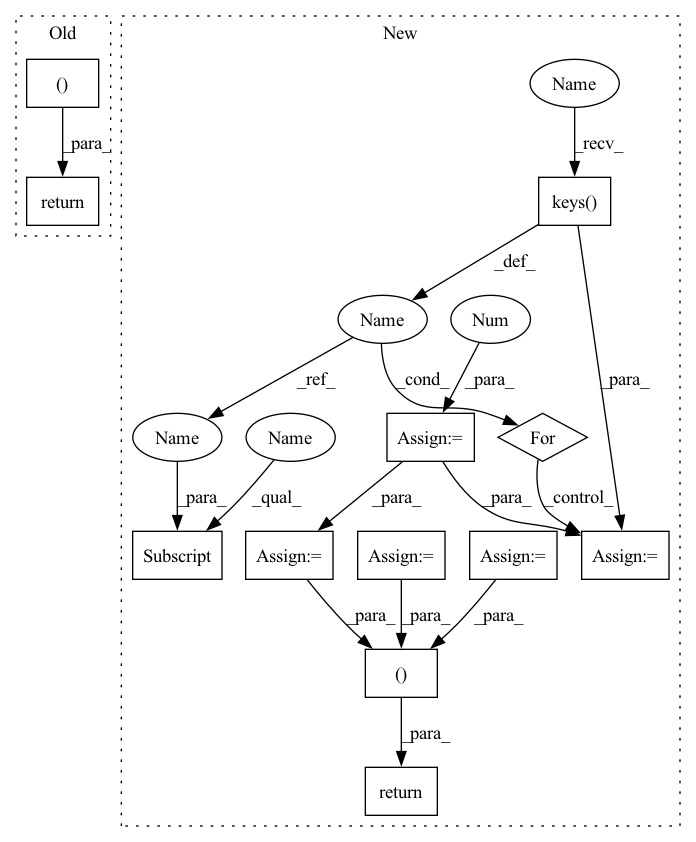 Old
New
()
Name
_para_
_recv_
return
keys()
_def_
Name
Num
_ref_
_cond_
_para_
_para_
Name
Name
Assign:=
For
_para_
_qual_
_para_
_para_
_control_
Subscript
Assign:=
Assign:=
Assign:=
Assign:=
_para_
_para_
_para_
()
_para_
return